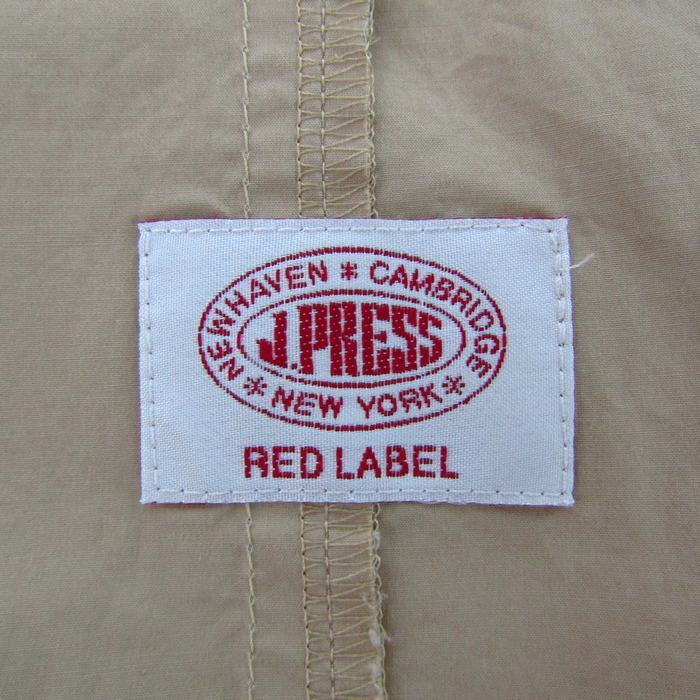 NEWHAVEN * CAMBRIDGE
J.PRESS
* NEW YORK *
RED LABEL